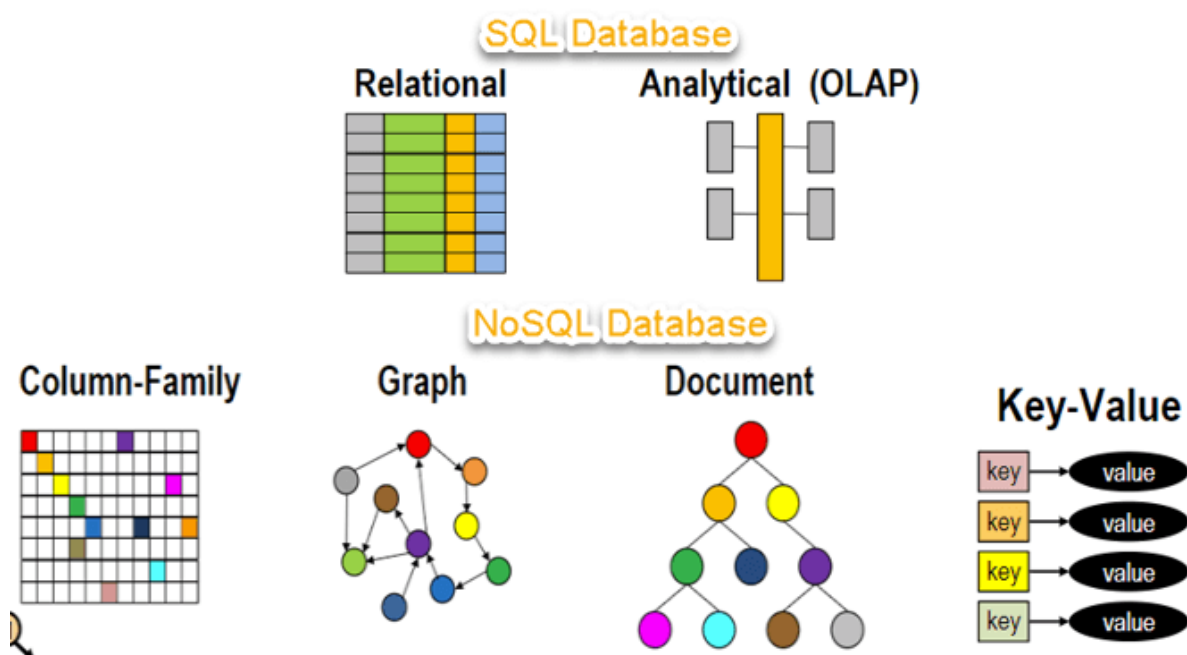 SQL Database
Relational
Analytical (OLAP)
NoSQL Database
Column-Family
Graph
Document
Key-Value
key
value
key
value
key
value
key
value